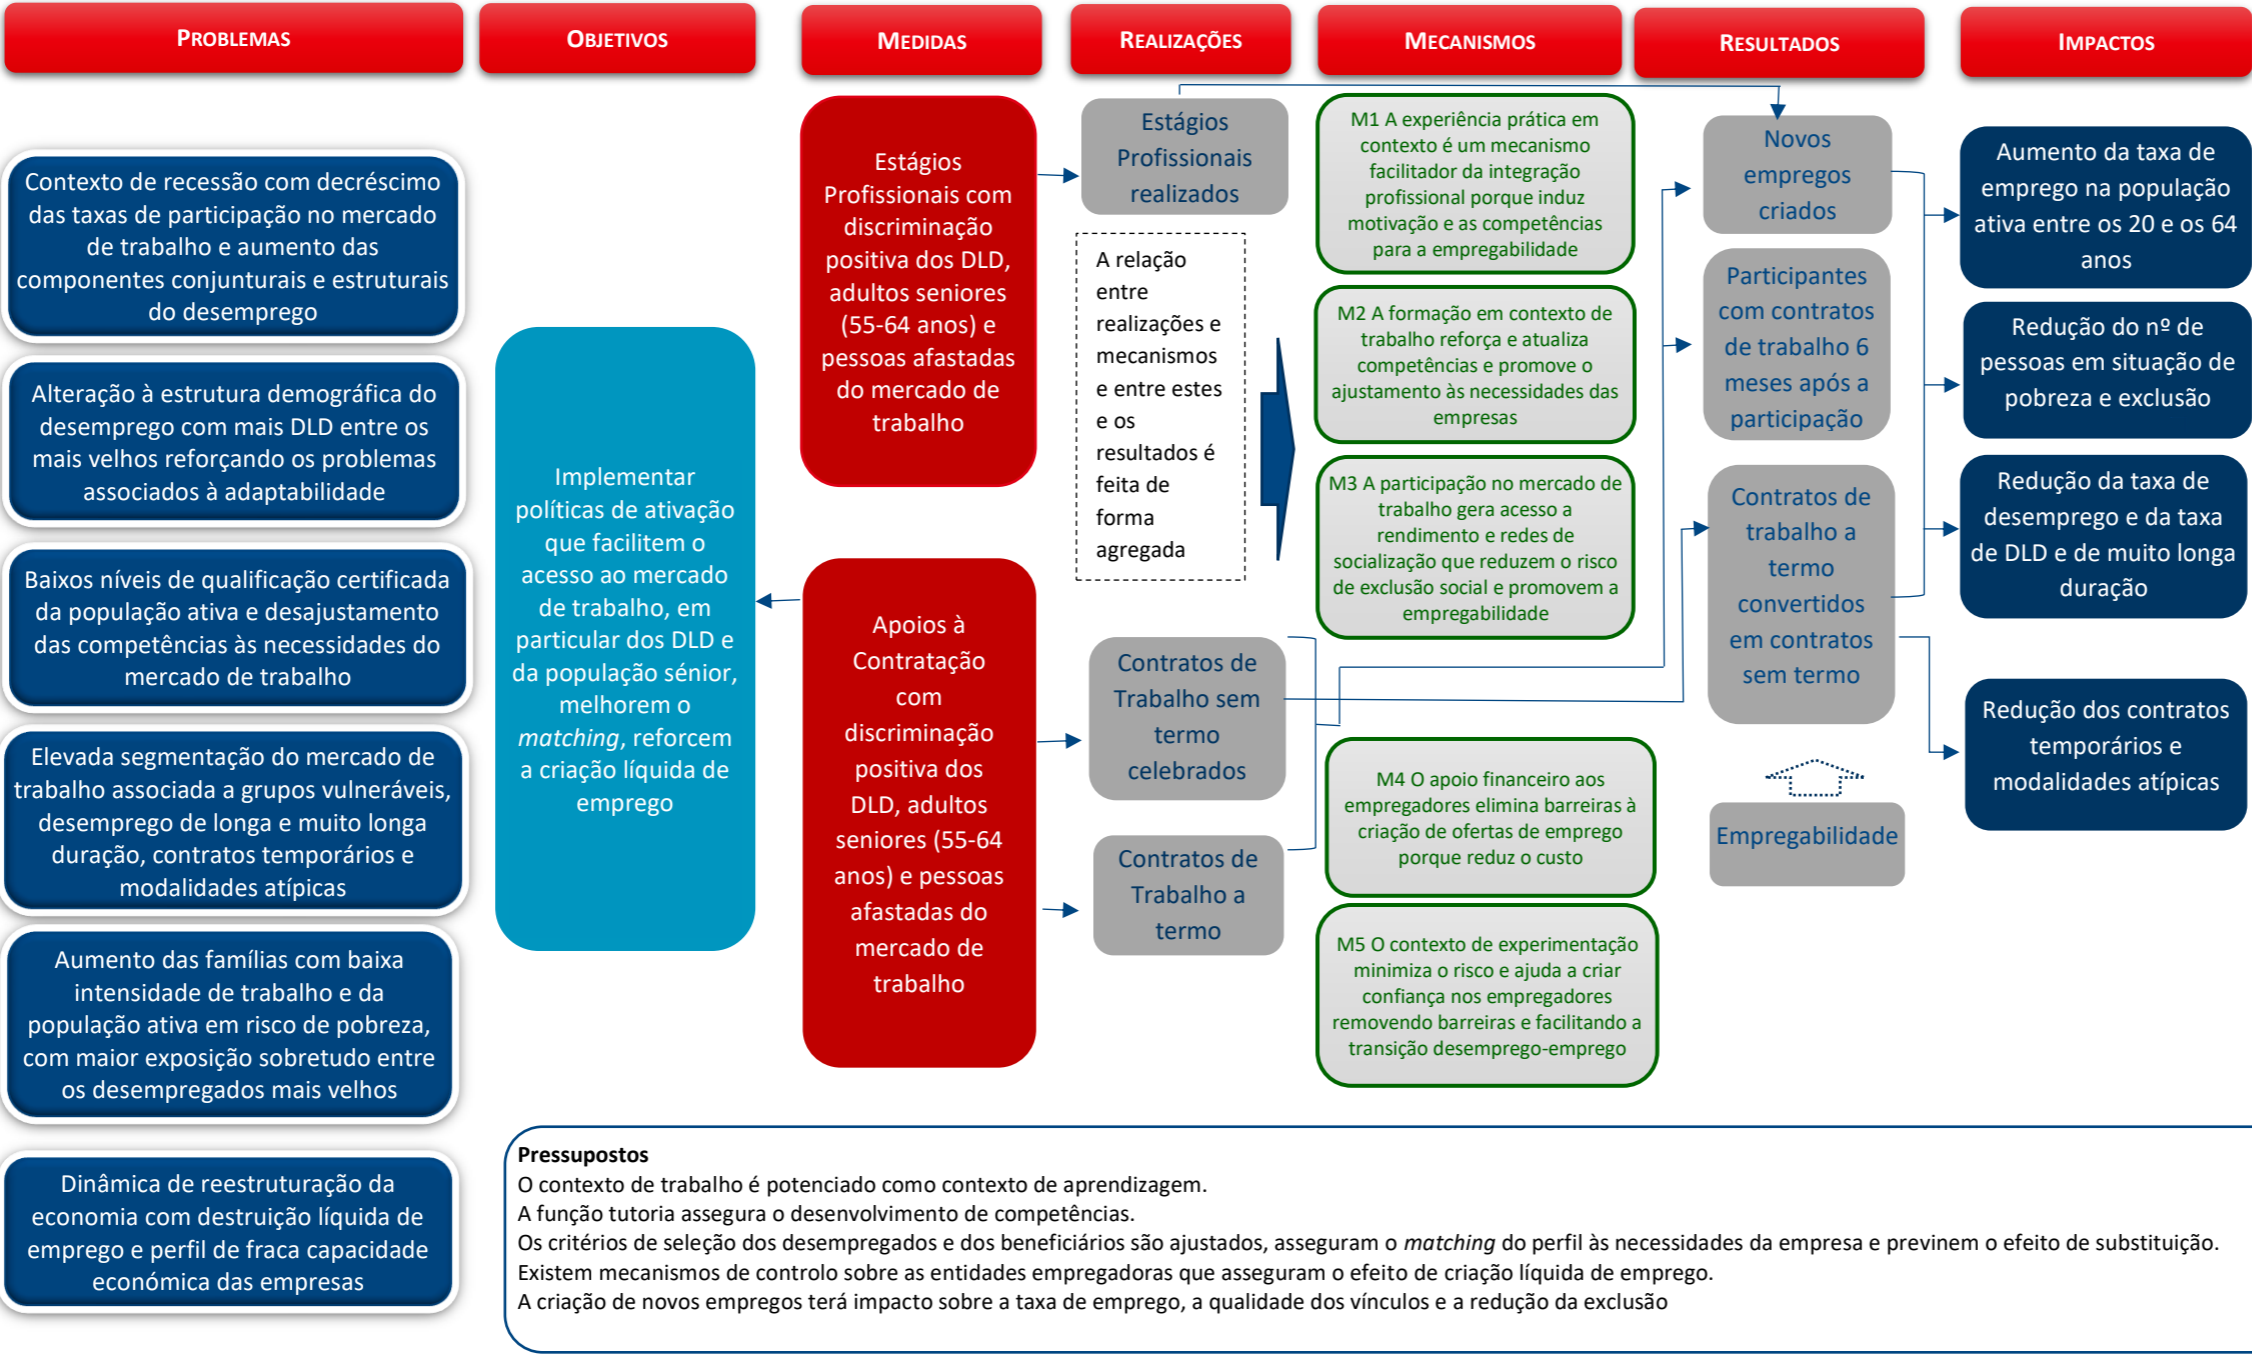 PROBLEMAS
OBJETIVOS
MEDIDAS
REALIZAÇÕES
MECANISMOS
RESULTADOS
IMPACTOS
Contexto de recessão com decréscimo
das taxas de participação no mercado
de trabalho e aumento das
componentes conjunturais e estruturais
do desemprego
Alteração à estrutura demográfica do
desemprego com mais DLD entre os
mais velhos reforçando os problemas
associados à adaptabilidade
Baixos níveis de qualificação certificada
da população ativa e desajustamento
das competências às necessidades do
mercado de trabalho
Elevada segmentação do mercado de
trabalho associada a grupos vulneráveis,
desemprego de longa e muito longa
duração, contratos temporários e
modalidades atípicas
Aumento das famílias com baixa
intensidade de trabalho e da
população ativa em risco de pobreza,
com maior exposição sobretudo entre
os desempregados mais velhos
Dinâmica de reestruturação da
economia com destruição líquida de
emprego e perfil de fraca capacidade
económica das empresas
Implementar
políticas de ativação
que facilitem o
acesso ao mercado
de trabalho, em
particular dos DLD e
da população sénior,
melhorem o
matching, reforcem
a criação líquida de
emprego
Estágios
Profissionais com
discriminação
positiva dos DLD,
adultos seniores
(55-64 anos) e
pessoas afastadas
do mercado de
trabalho
Apoios à
Contratação
com
discriminação
positiva dos
DLD, adultos
seniores (55-64
anos) e pessoas
afastadas do
mercado de
trabalho
Estágios
Profissionais
realizados
A relação
entre
realizações e
mecanismos
e entre estes
e os
resultados é
feita de
forma
agregada
Contratos de
Trabalho sem
termo
celebrados
Contratos de
Trabalho a
termo
M1 A experiência prática em
contexto é um mecanismo
facilitador da integração
profissional porque induz
motivação e as competências
para a empregabilidade
M2 A formação em contexto de
trabalho reforça e atualiza
competências e promove o
ajustamento às necessidades das
empresas
M3 A participação no mercado de
trabalho gera acesso a
rendimento e redes de
socialização que reduzem o risco
de exclusão social e promovem a
empregabilidade
M4 O apoio financeiro aos
empregadores elimina barreiras à
criação de ofertas de emprego
porque reduz o custo
M5 O contexto de experimentação
minimiza o risco e ajuda a criar
confiança nos empregadores
removendo barreiras e facilitando a
transição desemprego-emprego
Novos
empregos
criados
Participantes
com contratos
de trabalho 6
meses após a
participação
Contratos de
trabalho a
termo
convertidos
em contratos
sem termo
Empregabilidade
Aumento da taxa de
emprego na população
ativa entre os 20 e os 64
anos
Redução do nº de
pessoas em situação de
pobreza e exclusão
Redução da taxa de
desemprego e da taxa
de DLD e de muito longa
duração
Redução dos contratos
temporários e
modalidades atípicas
Pressupostos
O contexto de trabalho é potenciado como contexto de aprendizagem.
A função tutoria assegura o desenvolvimento de competências.
Os critérios de seleção dos desempregados e dos beneficiários são ajustados, asseguram o matching do perfil às necessidades da empresa e previnem o efeito de substituição.
Existem mecanismos de controlo sobre as entidades empregadoras que asseguram o efeito de criação líquida de emprego.
A criação de novos empregos terá impacto sobre a taxa de emprego, a qualidade dos vínculos e a redução da exclusão